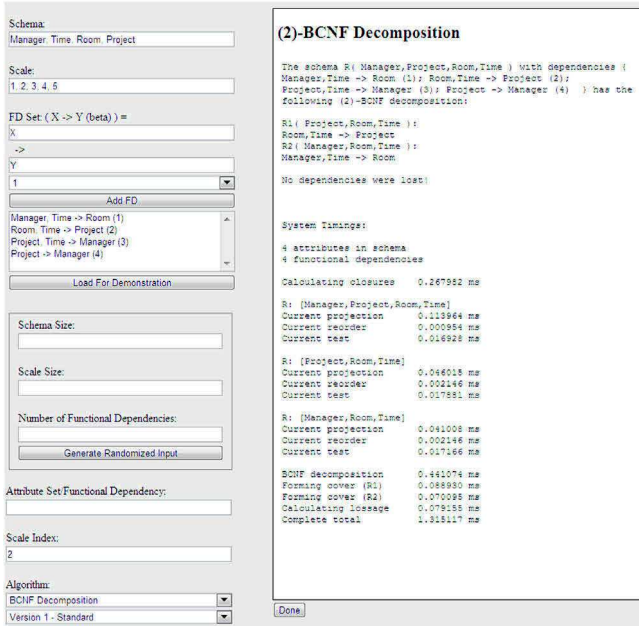 Schema:
Manager, Time, Room, Project
Scale:
1, 2, 3, 4, 5
FD Set: ( X -> Y (beta) ) =
X
->
Y
1
Add FD
Manager, Time -> Room (1)
Room, Time -> Project (2)
Project, Time -> Manager (3)
Project -> Manager (4)
Load For Demonstration
Schema Size:
Scale Size:
Number of Functional Dependencies:
Generate Randomized Input
Attribute Set/Functional Dependency:
Scale Index:
2
Algorithm:
BCNF Decomposition
Version 1 - Standard
(2)-BCNF Decomposition
The schema R( Manager,Project,Room,Time ) with dependencies {
Manager,Time -> Room (1); Room,Time -> Project (2);
Project,Time -> Manager (3); Project -> Manager (4) } has the
following (2)-BCNF decomposition:
R1( Project,Room,Time ):
Room,Time -> Project
R2( Manager,Room,Time ):
Manager,Time -> Room
No dependencies were lost!
System Timings:
4 attributes in schema
4 functional dependencies
Calculating closures 0.267982 ms
R: [Manager,Project,Room,Time]
Current projection 0.113964 ms
Current reorder 0.000954 ms
Current test 0.016928 ms
R: [Project,Room,Time]
Current projection 0.046015 ms
Current reorder 0.002146 ms
Current test 0.017881 ms
R: [Manager,Room,Time]
Current projection 0.041008 ms
Current reorder 0.002146 ms
Current test 0.017166 ms
BCNF decomposition 0.441074 ms
Forming cover (R1) 0.088930 ms
Forming cover (R2) 0.070095 ms
Calculating lossage 0.079155 ms
Complete total 1.315117 ms
Done